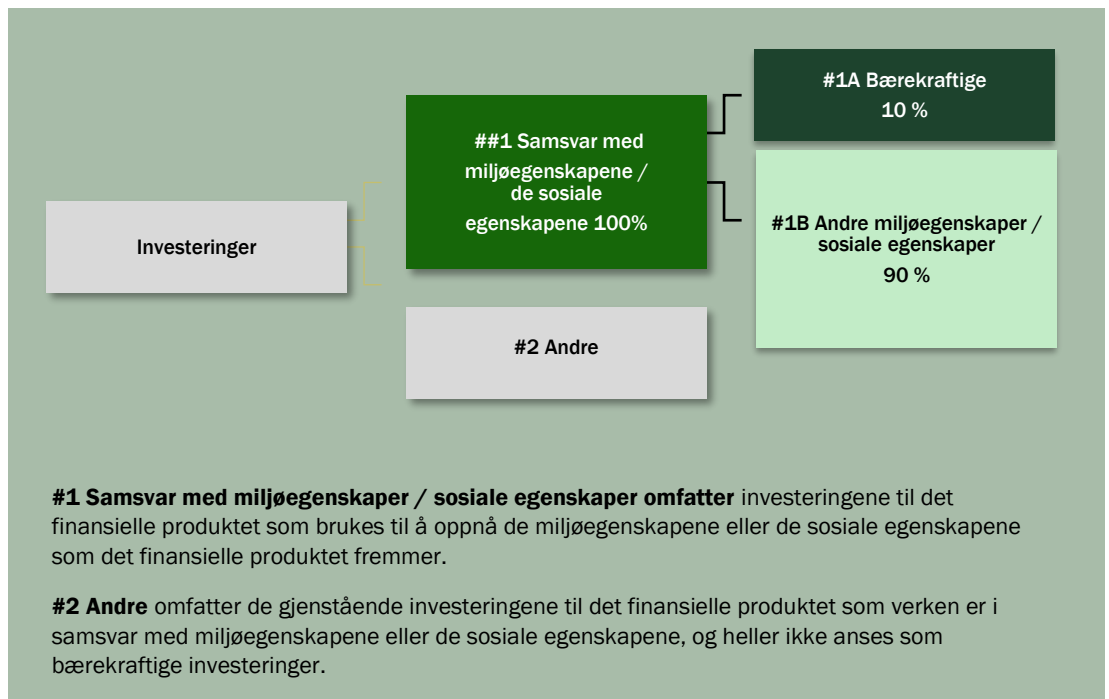 #1A Bærekraftige
10 %
##1 Samsvar med
miljøegenskapene /
de sosiale
egenskapene 100%
#1B Andre miljøegenskaper /
sosiale egenskaper
90 %
Investeringer
#2 Andre
#1 Samsvar med miljøegenskaper / sosiale egenskaper omfatter investeringene til det
finansielle produktet som brukes til å oppnå de miljøegenskapene eller de sosiale egenskapene
som det finansielle produktet fremmer.
#2 Andre omfatter de gjenstående investeringene til det finansielle produktet som verken er i
samsvar med miljøegenskapene eller de sosiale egenskapene, og heller ikke anses som
bærekraftige investeringer.